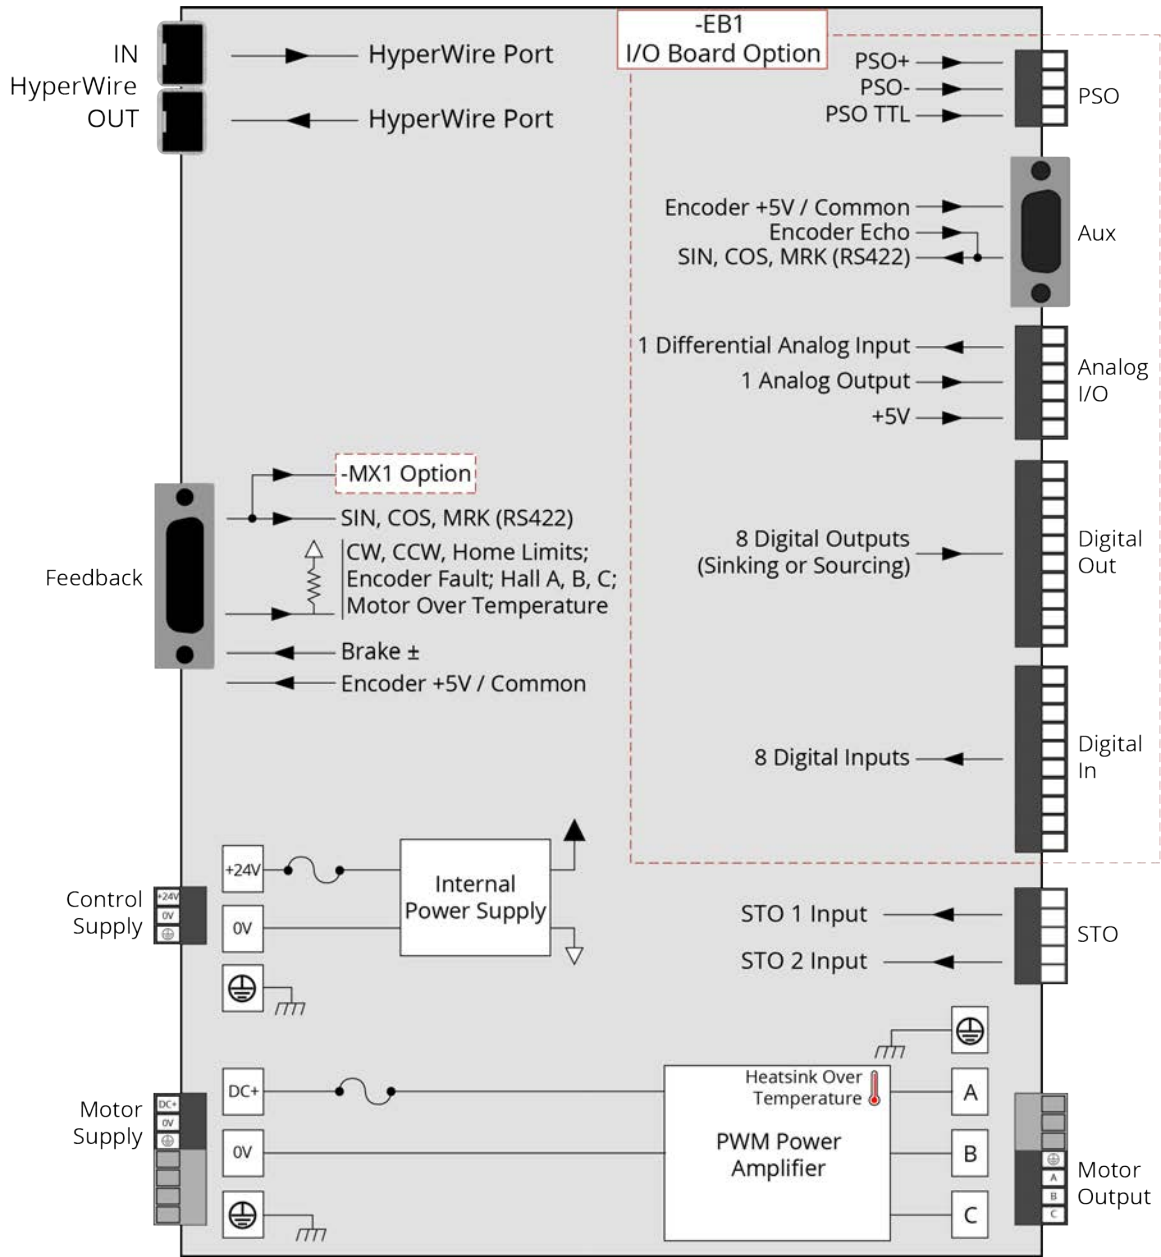 IN
HyperWire
OUT
HyperWire Port
HyperWire Port
-EB1
I/O Board Option
PSO+
PSO-
PSO TTL
PSO
Encoder +5V / Common
Encoder Echo
SIN, COS, MRK (RS422)
Aux
1 Differential Analog Input
1 Analog Output
+5V
Analog
I/O
-MX1 Option
SIN, COS, MRK (RS422)
CW, CCW, Home Limits;
Encoder Fault; Hall A, B, C;
Motor Over Temperature
Feedback
Brake ±
Encoder +5V / Common
8 Digital Outputs
(Sinking or Sourcing)
Digital
Out
8 Digital Inputs
Digital
In
Control
Supply
+24V
0V
+24V
0V
Internal
Power Supply
STO 1 Input
STO 2 Input
STO
Motor
Supply
DC+
0V
DC+
0V
Heatsink Over
Temperature
PWM Power
Amplifier
A
B
C
A
B
C
Motor
Output